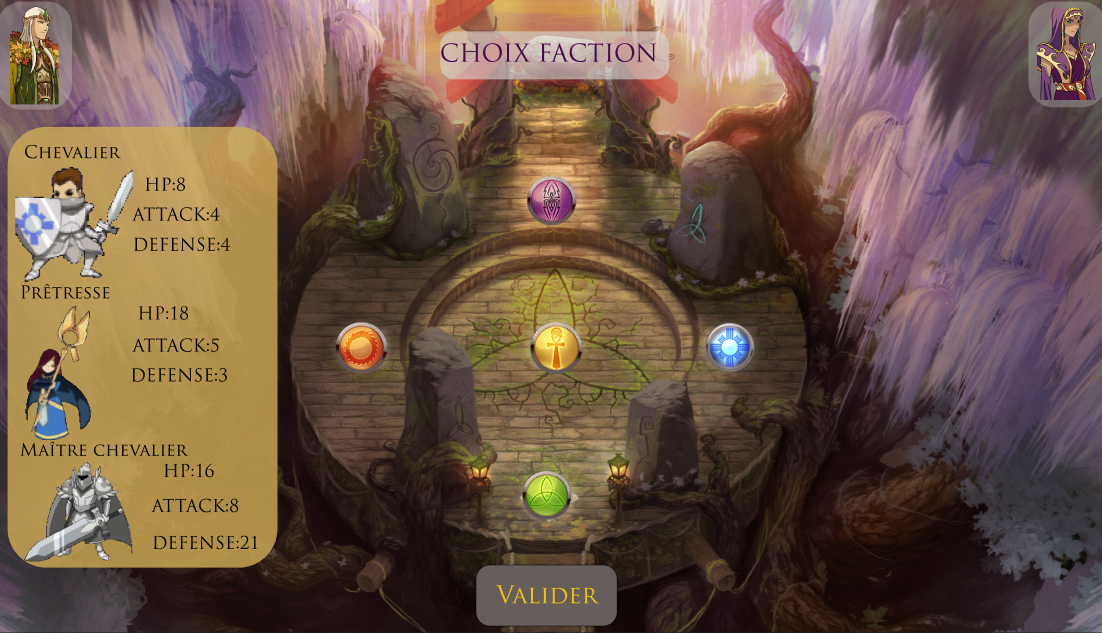 CHOIX FACTION
CHEVALIER
HP:8
ATTACK:4
DEFENSE:4
PRÊTRESSE
HP:18
ATTACK:5
DEFENSE:3
MAÎTRE CHEVALIER
HP:16
ATTACK:8
DEFENSE:21
VALIDER